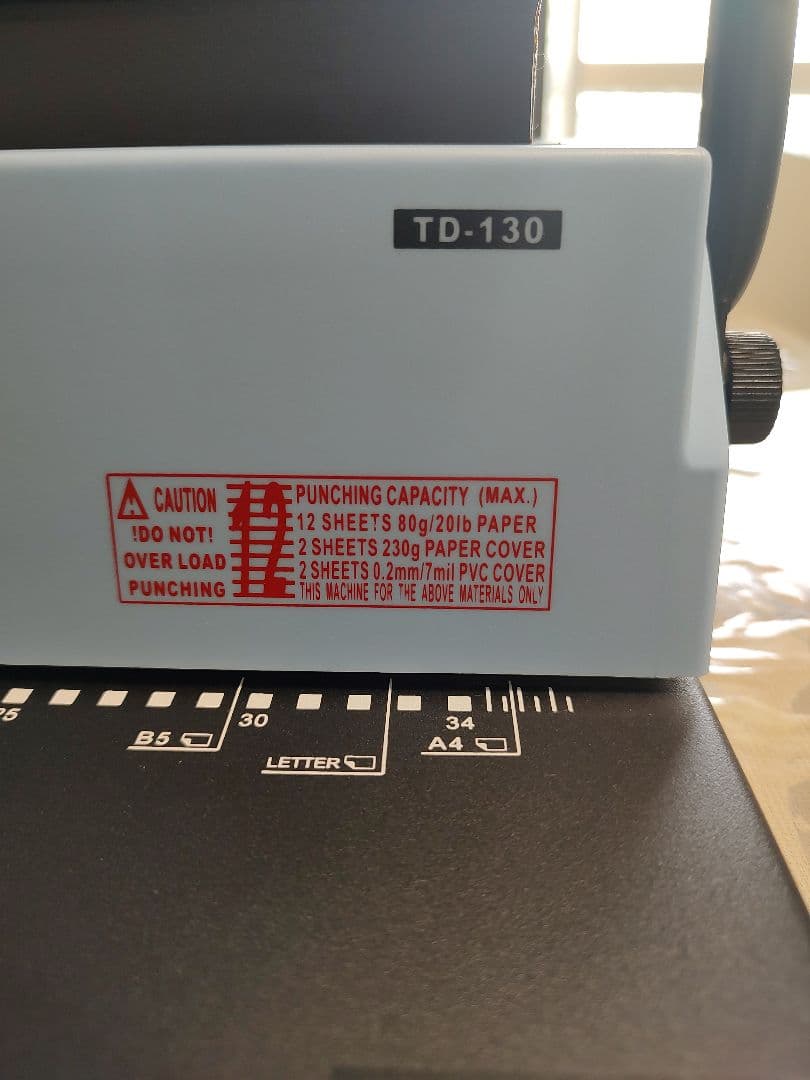 TD-130
CAUTION
!DO NOT!
OVER LOAD
PUNCHING
12
PUNCHING CAPACITY (MAX.)
12 SHEETS 80g/20lb PAPER
2 SHEETS 230g PAPER COVER
2 SHEETS 0.2mm/7mil PVC COVER
THIS MACHINE FOR THE ABOVE MATERIALS ONLY
25
30
34
B5
LETTER
A4